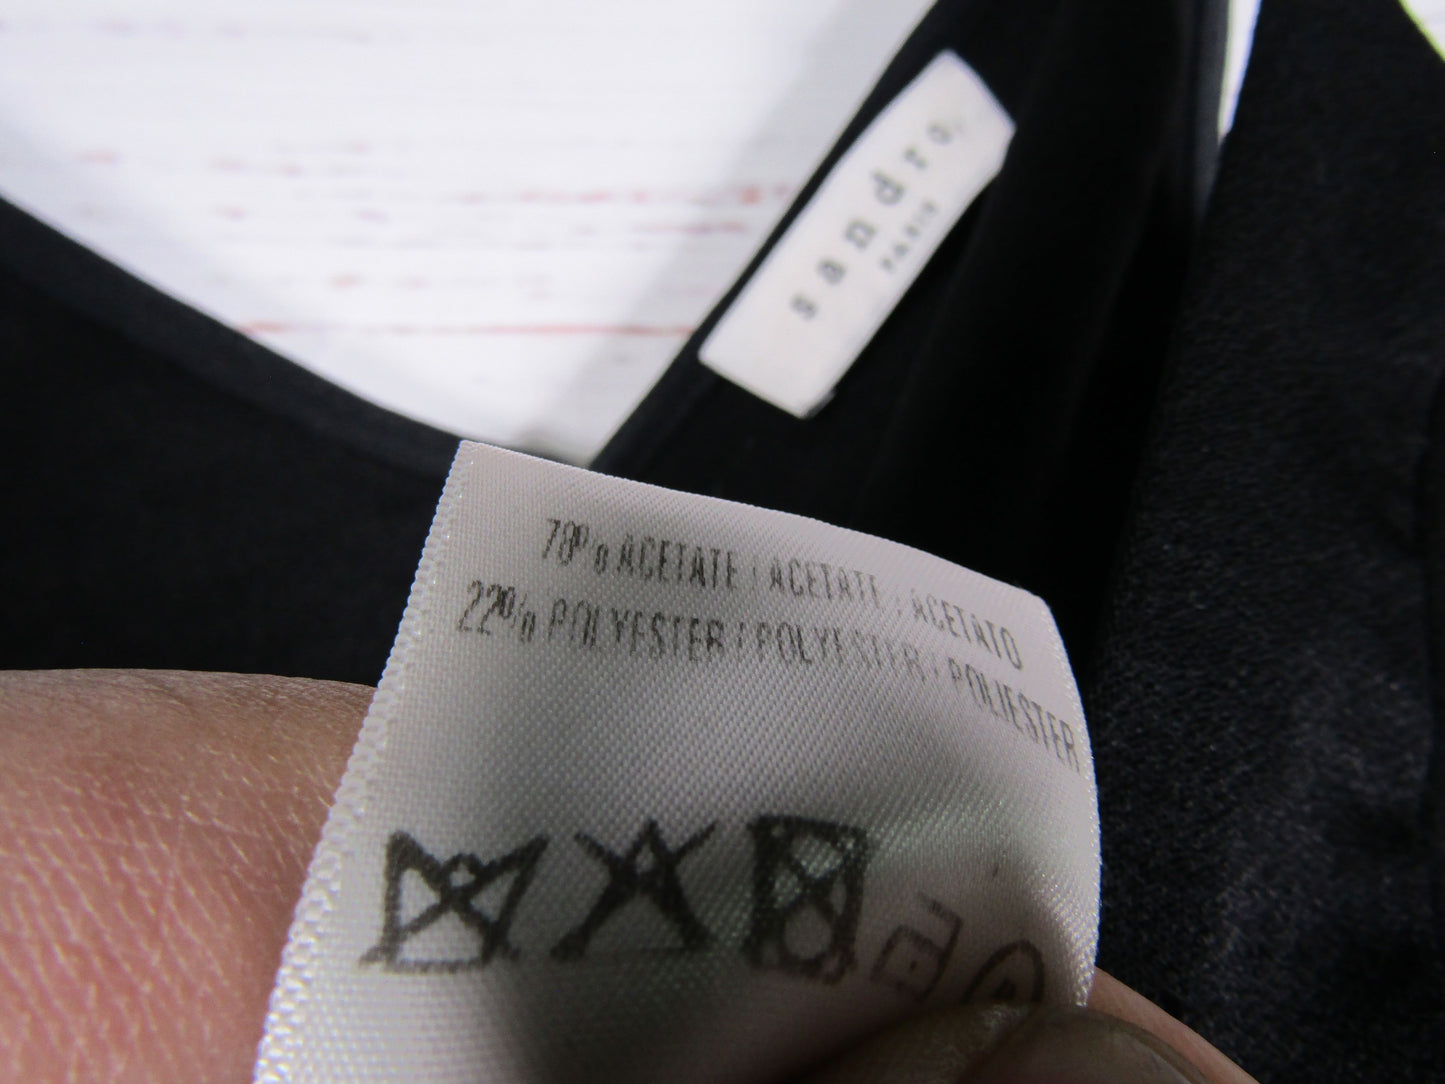 sandro
PARIS
78% ACETATE / ACETATE / ACETATO
22% POLYESTER / POLYESTER / POLIESTER